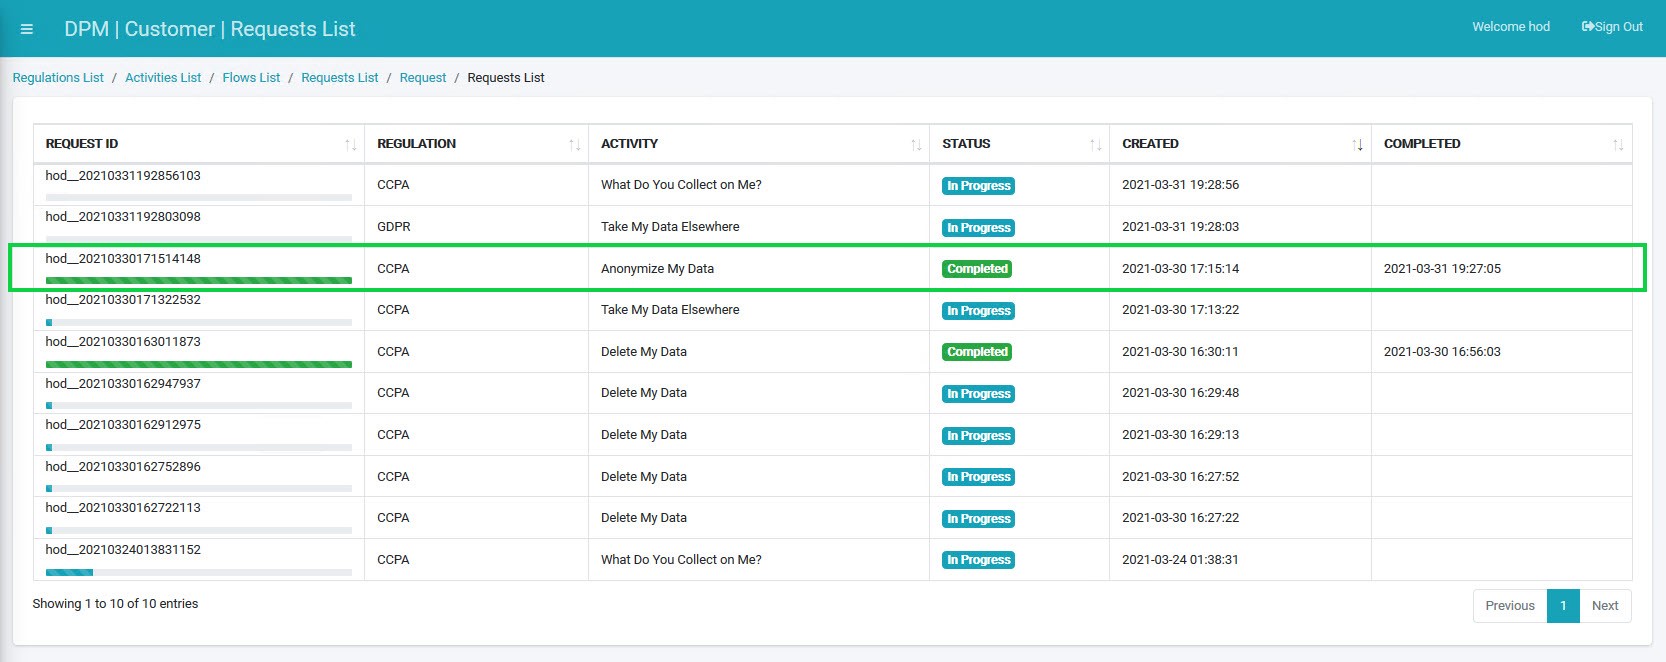 DPM | Customer | Requests List
Welcome hod
Sign Out
Regulations List / Activities List / Flows List / Requests List / Request / Requests List
REQUEST ID REGULATION ACTIVITY STATUS CREATED COMPLETED
hod__20210331192856103 CCPA What Do You Collect on Me? In Progress 2021-03-31 19:28:56
hod__20210331192803098 GDPR Take My Data Elsewhere In Progress 2021-03-31 19:28:03
hod__20210330171514148 CCPA Anonymize My Data Completed 2021-03-30 17:15:14 2021-03-31 19:27:05
hod__20210330171322532 CCPA Take My Data Elsewhere In Progress 2021-03-30 17:13:22
hod__20210330163011873 CCPA Delete My Data Completed 2021-03-30 16:30:11 2021-03-30 16:56:03
hod__20210330162947937 CCPA Delete My Data In Progress 2021-03-30 16:29:48
hod__20210330162912975 CCPA Delete My Data In Progress 2021-03-30 16:29:13
hod__20210330162752896 CCPA Delete My Data In Progress 2021-03-30 16:27:52
hod__20210330162722113 CCPA Delete My Data In Progress 2021-03-30 16:27:22
hod__20210324013831152 CCPA What Do You Collect on Me? In Progress 2021-03-24 01:38:31
Showing 1 to 10 of 10 entries
Previous 1 Next